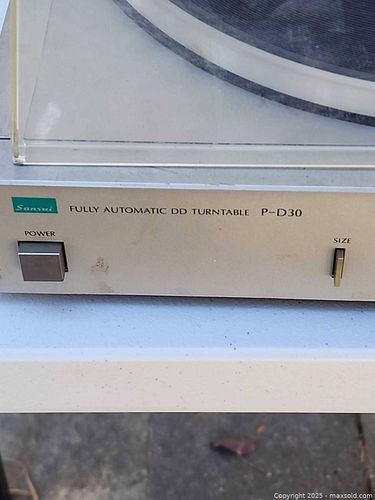 Sansui FULLY AUTOMATIC DD TURNTABLE P-D30
POWER
SIZE
Copyright © 2025 - maxsold.com